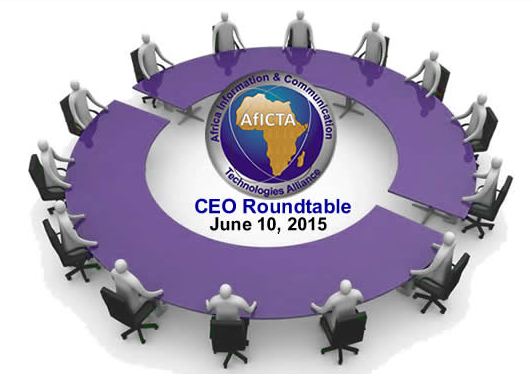 Africa Information & Communication
AfICTA
Technologies Alliance
CEO Roundtable
June 10, 2015